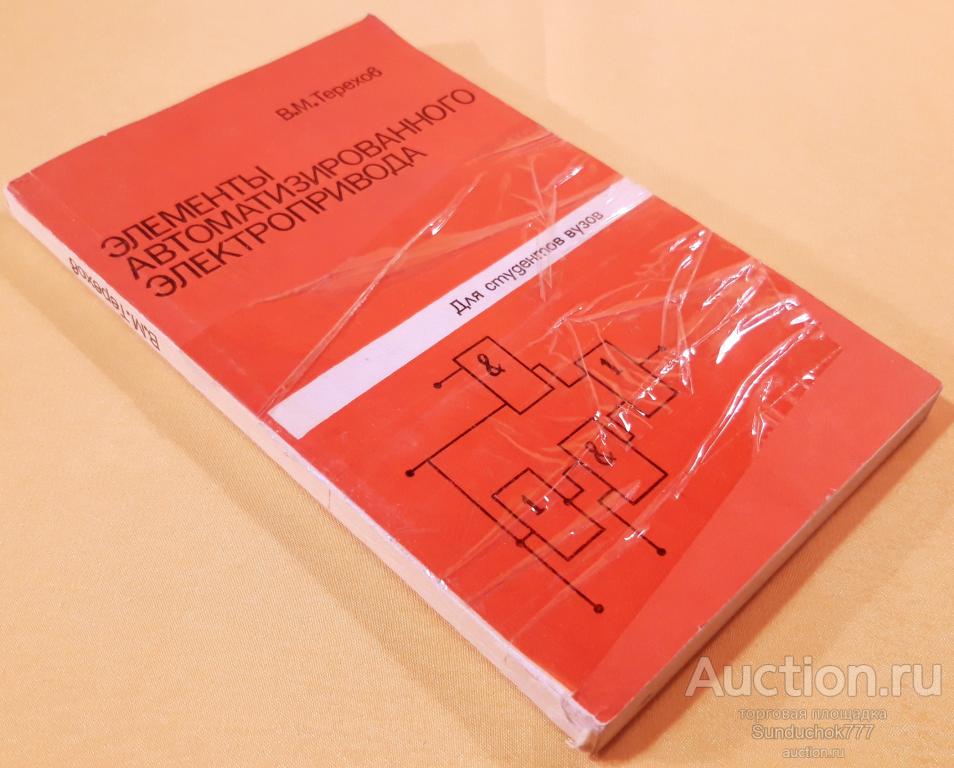 В.М.Терехов
ЭЛЕМЕНТЫ
АВТОМАТИЗИРОВАННОГО
ЭЛЕКТРОПРИВОДА
Для студентов вузов
&
1
&
1
В.М.Терехов
Auction.ru
торговая площадка
Sunduchok777
auction.ru